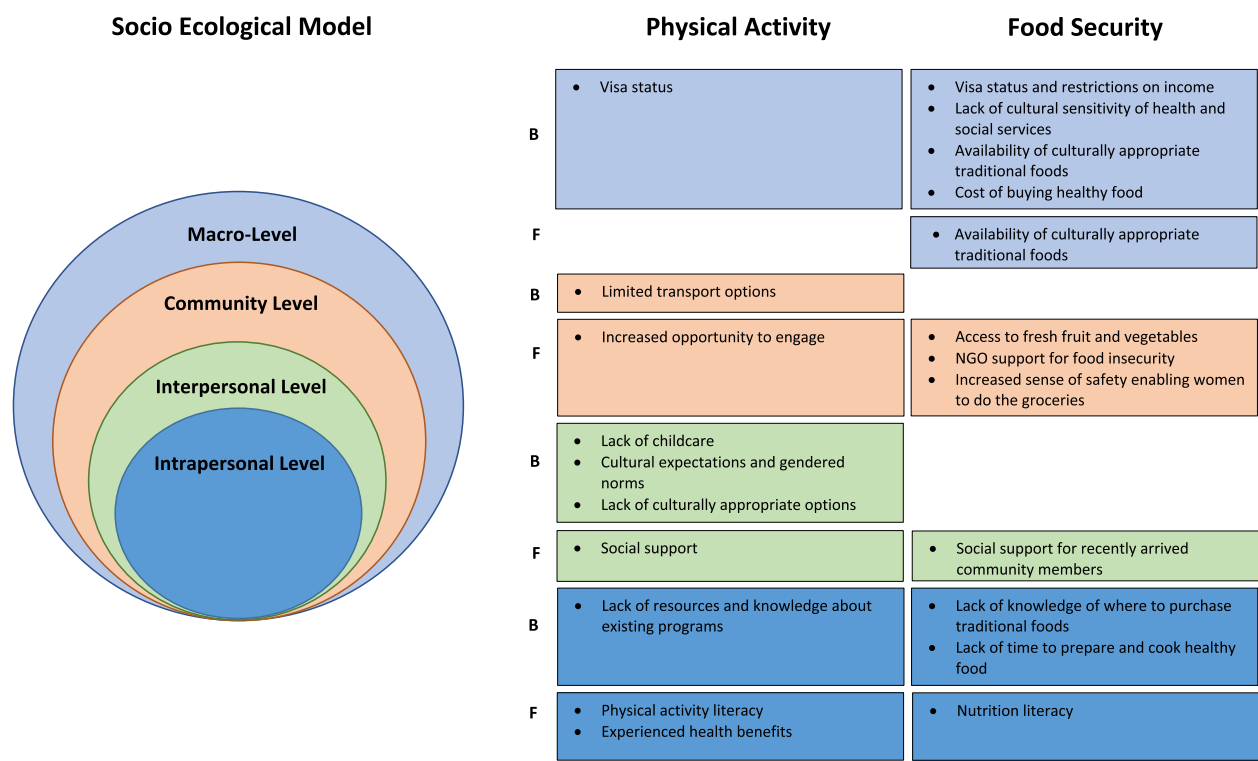 Socio Ecological Model
Physical Activity
Food Security
Macro-Level
Community Level
Interpersonal Level
Intrapersonal Level
B
• Visa status
• Visa status and restrictions on income
• Lack of cultural sensitivity of health and
social services
• Availability of culturally appropriate
traditional foods
• Cost of buying healthy food
F
• Availability of culturally appropriate
traditional foods
B
• Limited transport options
F
• Increased opportunity to engage
• Access to fresh fruit and vegetables
• NGO support for food insecurity
• Increased sense of safety enabling women
to do the groceries
B
• Lack of childcare
• Cultural expectations and gendered
norms
• Lack of culturally appropriate options
F
• Social support
• Social support for recently arrived
community members
B
• Lack of resources and knowledge about
existing programs
• Lack of knowledge of where to purchase
traditional foods
• Lack of time to prepare and cook healthy
food
F
• Physical activity literacy
• Experienced health benefits
• Nutrition literacy